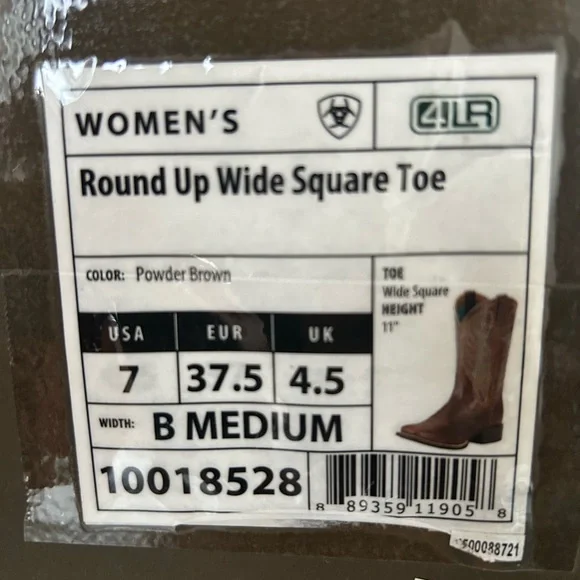 WOMEN'S
4LR
Round Up Wide Square Toe
COLOR: Powder Brown
TOE
Wide Square
HEIGHT
11"
USA EUR UK
7 37.5 4.5
WIDTH: B MEDIUM
10018528
8 89359 11905 8